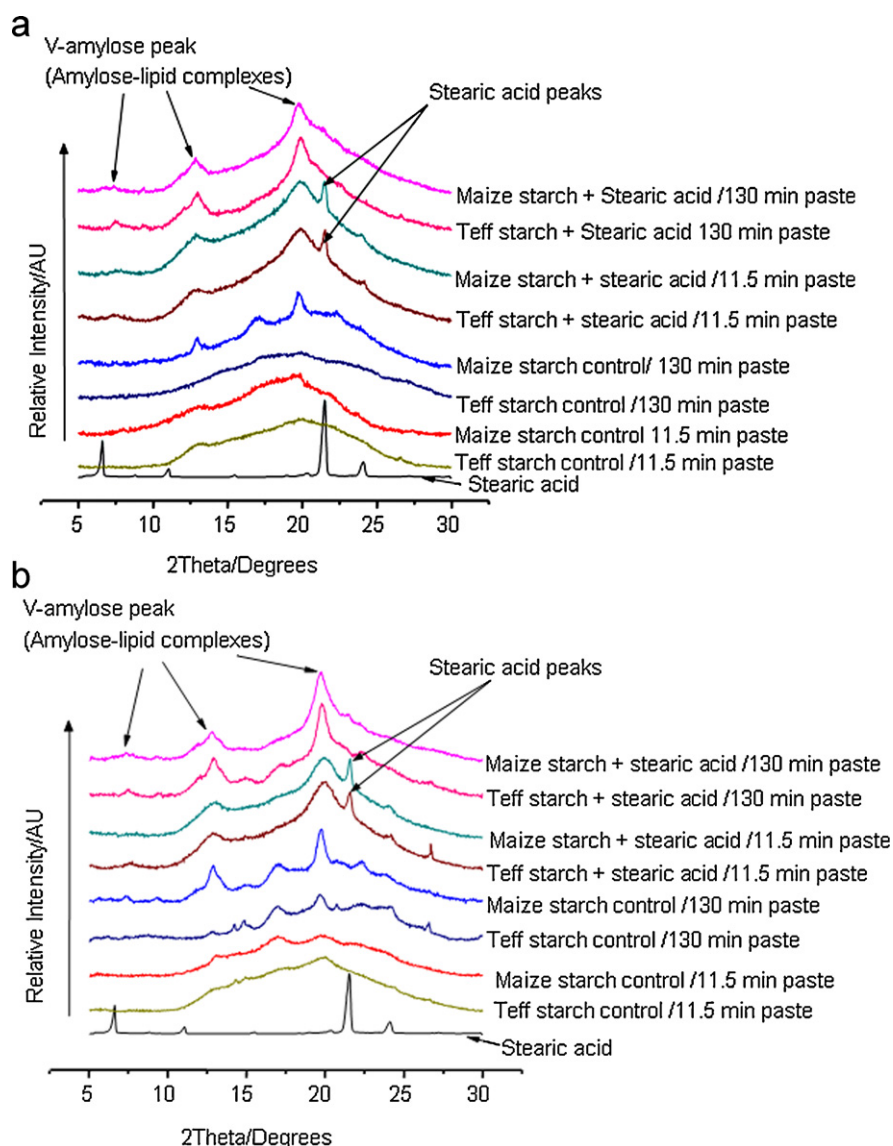 a
V-amylose peak
(Amylose-lipid complexes)
Stearic acid peaks
Relative Intensity/AU
Maize starch + Stearic acid /130 min paste
Teff starch + Stearic acid 130 min paste
Maize starch + stearic acid /11.5 min paste
Teff starch + stearic acid /11.5 min paste
Maize starch control/ 130 min paste
Teff starch control /130 min paste
Maize starch control 11.5 min paste
Teff starch control /11.5 min paste
Stearic acid
5 10 15 20 25 30
2Theta/Degrees
b
V-amylose peak
(Amylose-lipid complexes)
Stearic acid peaks
Relative Intensity/AU
Maize starch + stearic acid /130 min paste
Teff starch + stearic acid /130 min paste
Maize starch + stearic acid /11.5 min paste
Teff starch + stearic acid /11.5 min paste
Maize starch control /130 min paste
Teff starch control /130 min paste
Maize starch control /11.5 min paste
Teff starch control /11.5 min paste
Stearic acid
5 10 15 20 25 30
2Theta/Degrees